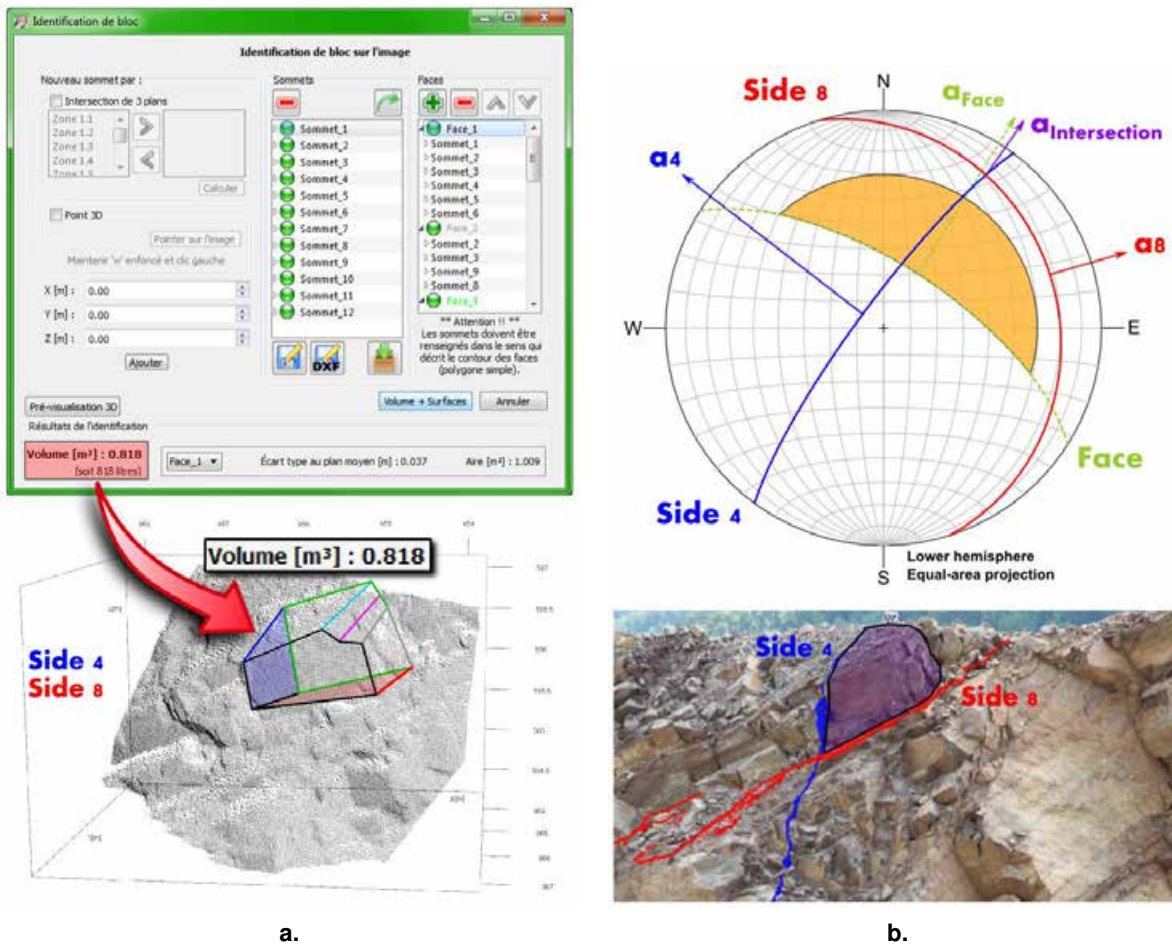 Identification de bloc
Identification de bloc sur l'image
Nouveau sommet par :
Intersection de 3 plans
Zone 1.1
Zone 1.2
Zone 1.3
Zone 1.4
Calculer
Point 3D
Pointer sur l'image
Maintenir 'w' enfoncé et clic gauche
X [m] : 0.00
Y [m] : 0.00
Z [m] : 0.00
Ajouter
Sommets
Sommet_1
Sommet_2
Sommet_3
Sommet_4
Sommet_5
Sommet_6
Sommet_7
Sommet_8
Sommet_9
Sommet_10
Sommet_11
Sommet_12
DXF
Faces
Face_1
Sommet_1
Sommet_2
Sommet_3
Sommet_4
Sommet_5
Sommet_6
Face_2
Sommet_2
Sommet_3
Sommet_9
Sommet_8
** Attention !! **
Les sommets doivent être
renseignés dans le sens qui
décrit le contour des faces
(polygone simple).
Volume + Surfaces
Annuler
Pré-visualisation 3D
Résultats de l'identification
Volume [m³] : 0.818
(soit 818 litres)
Face_1
Écart type au plan moyen [m] : 0.037
Aire [m²] : 1.009
Volume [m³] : 0.818
Side 4
Side 8
a.
Side 8
N
aFace
aIntersection
a4
a8
W
E
Face
Side 4
S
Lower hemisphere
Equal-area projection
Side 4
Side 8
b.